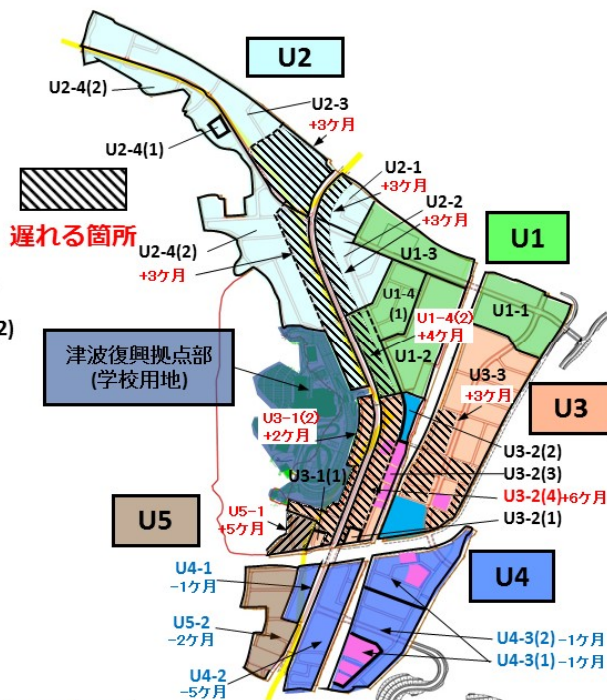 U2
U2-4(2)
U2-3
+3ケ月
U2-4(1)
U2-1
+3ケ月
U2-2
+3ケ月
遅れる箇所
U2-4(2)
+3ケ月
U1-3
U1
U1-4
(1)
U1-4(2)
+4ケ月
U1-1
2)
津波復興拠点部
(学校用地)
U1-2
U3-3
+3ケ月
U3
U3-1(2)
+2ケ月
U3-2(2)
U3-1(1)
U3-2(3)
U3-2(4)+6ケ月
U5
U5-1
+5ケ月
U3-2(1)
U4-1
-1ケ月
U4
U5-2
-2ケ月
U4-3(2) -1ケ月
U4-3(1) -1ケ月
U4-2
-5ケ月